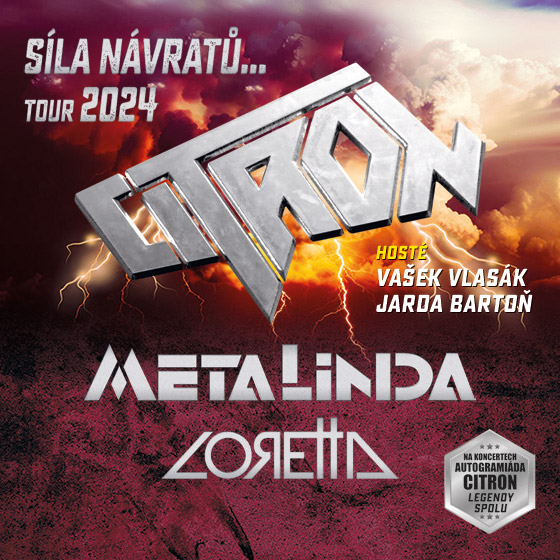 SÍLA NÁVRATŮ...
TOUR 2024
CITRON
HOSTÉ
VAŠEK VLASÁK
JARDA BARTOŇ
METALINDA
LORETTA
NA KONCERTECH
AUTOGRAMIÁDA
CITRON
LEGENDY
SPOLU